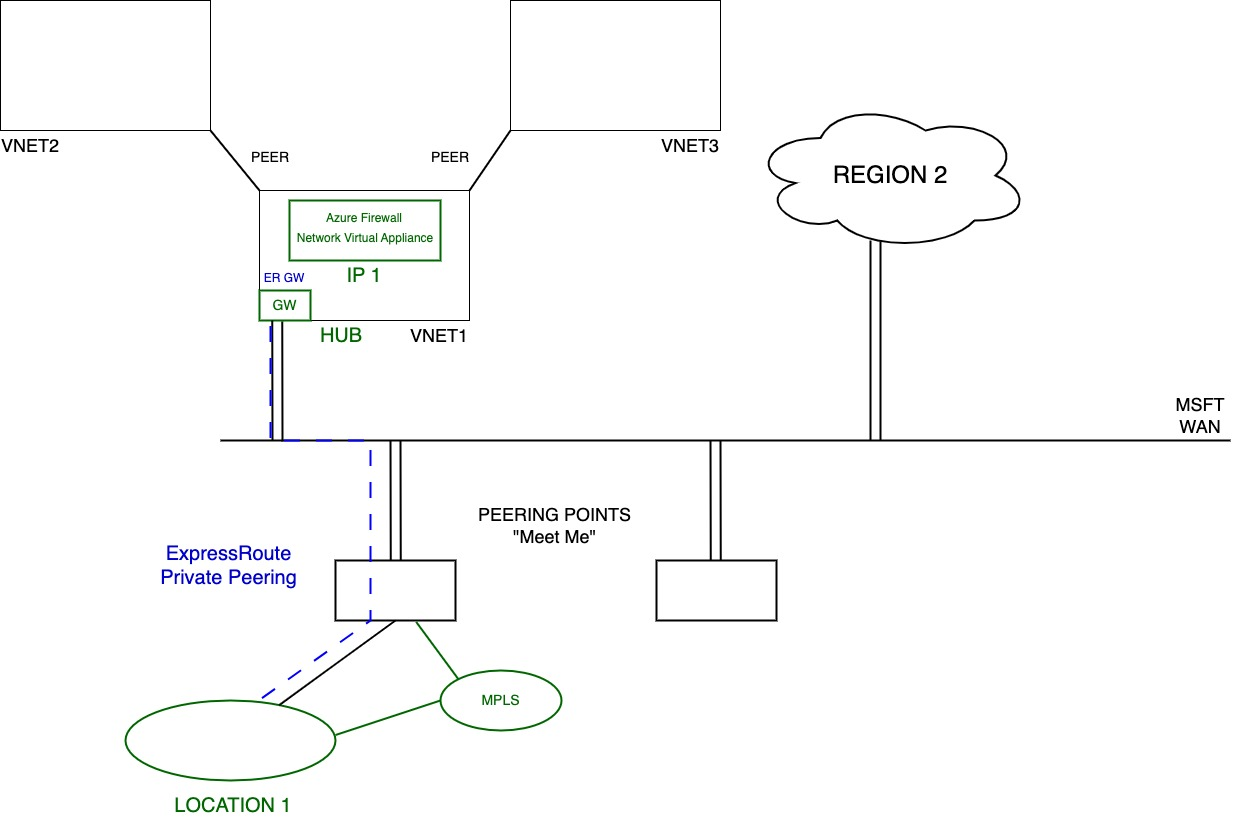 VNET2
VNET3
PEER
PEER
REGION 2
Azure Firewall
Network Virtual Appliance
IP 1
ER GW
GW
HUB
VNET1
MSFT
WAN
PEERING POINTS
"Meet Me"
ExpressRoute
Private Peering
MPLS
LOCATION 1